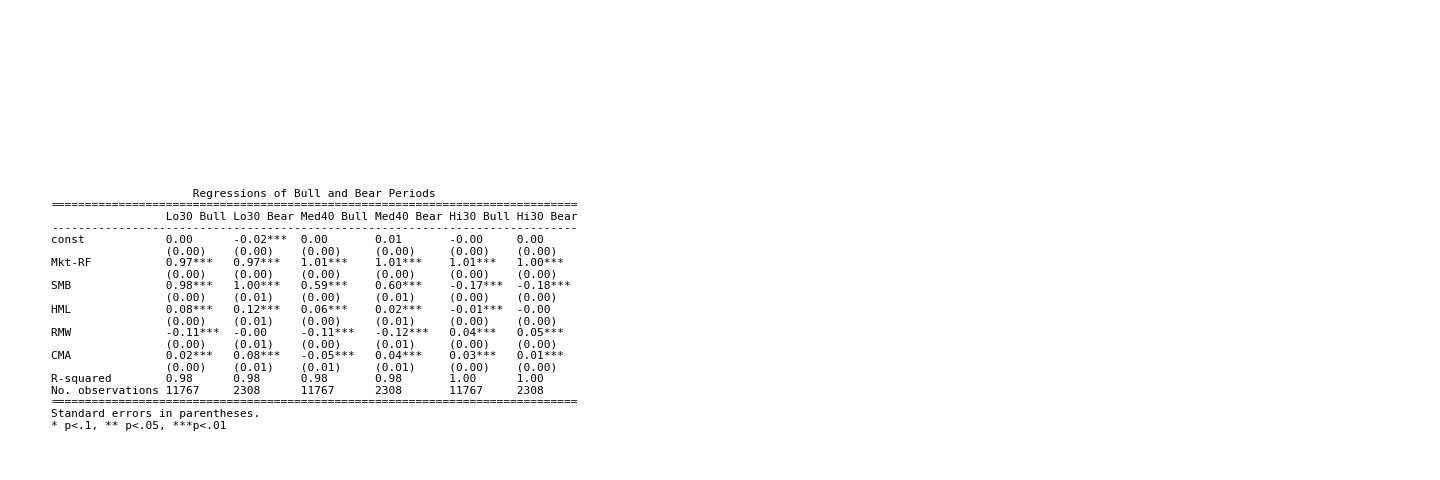 Regressions of Bull and Bear Periods
==============================================================================
                 Lo30 Bull Lo30 Bear Med40 Bull Med40 Bear Hi30 Bull Hi30 Bear
------------------------------------------------------------------------------
const            0.00      -0.02***  0.00       0.01       -0.00     0.00
                 (0.00)    (0.00)    (0.00)     (0.00)     (0.00)    (0.00)
Mkt-RF           0.97***   0.97***   1.01***    1.01***    1.01***   1.00***
                 (0.00)    (0.00)    (0.00)     (0.00)     (0.00)    (0.00)
SMB              0.98***   1.00***   0.59***    0.60***    -0.17***  -0.18***
                 (0.00)    (0.01)    (0.00)     (0.01)     (0.00)    (0.00)
HML              0.08***   0.12***   0.06***    0.02***    -0.01***  -0.00
                 (0.00)    (0.01)    (0.00)     (0.01)     (0.00)    (0.00)
RMW              -0.11***  -0.00     -0.11***   -0.12***   0.04***   0.05***
                 (0.00)    (0.01)    (0.00)     (0.01)     (0.00)    (0.00)
CMA              0.02***   0.08***   -0.05***   0.04***    0.03***   0.01***
                 (0.00)    (0.01)    (0.01)     (0.01)     (0.00)    (0.00)
R-squared        0.98      0.98      0.98       0.98       1.00      1.00
No. observations 11767     2308      11767      2308       11767     2308
==============================================================================
Standard errors in parentheses.
* p<.1, ** p<.05, ***p<.01